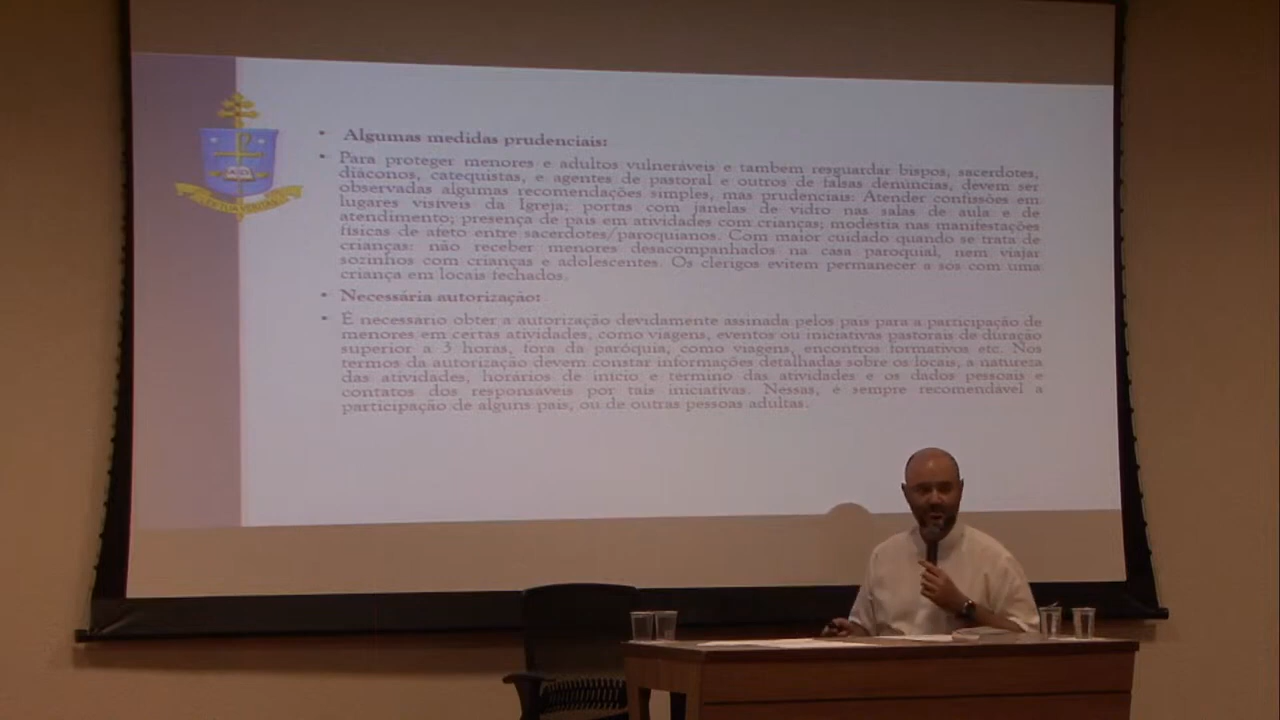 • Algumas medidas prudenciais:
• Para proteger menores e adultos vulneráveis e também resguardar bispos, sacerdotes,
diáconos, catequistas, e agentes de pastoral e outros de falsas denúncias, devem ser
observadas algumas recomendações simples, mas prudenciais: Atender confissões em
lugares visíveis da Igreja; portas com janelas de vidro nas salas de aula e de
atendimento; presença de pais em atividades com crianças; modéstia nas manifestações
físicas de afeto entre sacerdotes/paroquianos. Com maior cuidado quando se trata de
crianças: não receber menores desacompanhados na casa paroquial, nem viajar
sozinhos com crianças e adolescentes. Os clérigos evitem permanecer a sós com uma
criança em locais fechados.
• Necessária autorização:
• É necessário obter a autorização devidamente assinada pelos pais para a participação de
menores em certas atividades, como viagens, eventos ou iniciativas pastorais de duração
superior a 3 horas, fora da paróquia, como viagens, encontros formativos etc. Nos
termos da autorização devem constar informações detalhadas sobre os locais, a natureza
das atividades, horários de início e término das atividades e os dados pessoais e
contatos dos responsáveis por tais iniciativas. Nessas, é sempre recomendável a
participação de alguns pais, ou de outras pessoas adultas.